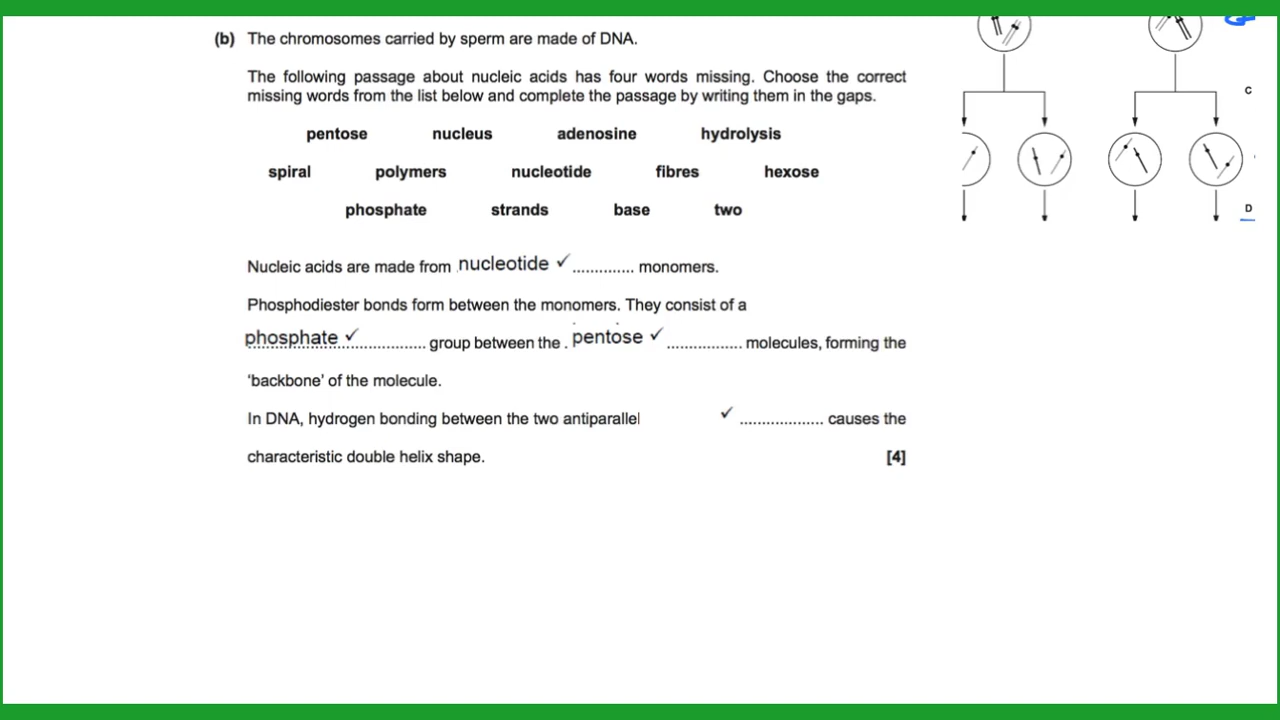 (b) The chromosomes carried by sperm are made of DNA.
The following passage about nucleic acids has four words missing. Choose the correct
missing words from the list below and complete the passage by writing them in the gaps.
pentose nucleus adenosine hydrolysis
spiral polymers nucleotide fibres hexose
phosphate strands base two
Nucleic acids are made from nucleotide ✓ .............. monomers.
Phosphodiester bonds form between the monomers. They consist of a
phosphate ✓ ................ group between the . pentose ✓ ................. molecules, forming the
'backbone' of the molecule.
In DNA, hydrogen bonding between the two antiparallel ✓ ................... causes the
characteristic double helix shape. [4]
C
D